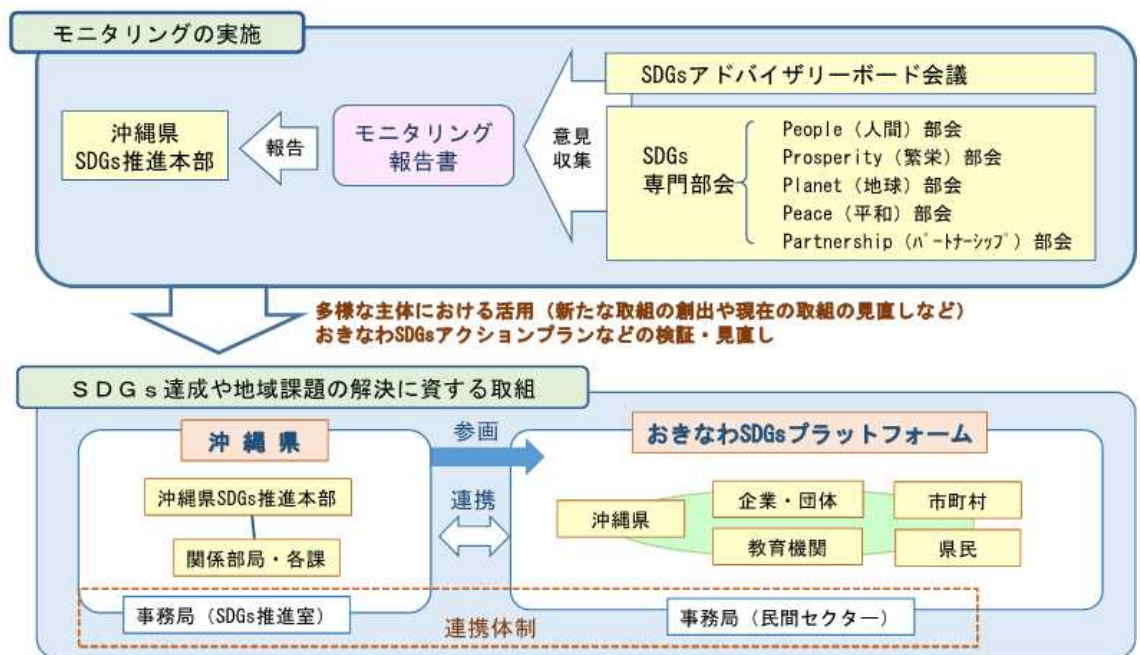 モニタリングの実施
沖縄県
SDGs推進本部
報告
モニタリング
報告書
意見
収集
SDGsアドバイザリーボード会議
SDGs
専門部会
People（人間）部会
Prosperity（繁栄）部会
Planet（地球）部会
Peace（平和）部会
Partnership（ﾊﾟｰﾄﾅｰｼｯﾌﾟ）部会
多様な主体における活用（新たな取組の創出や現在の取組の見直しなど）
おきなわSDGsアクションプランなどの検証・見直し
ＳＤＧｓ達成や地域課題の解決に資する取組
沖縄県
沖縄県SDGs推進本部
関係部局・各課
事務局（SDGs推進室）
参画
連携
連携体制
おきなわSDGsプラットフォーム
沖縄県
企業・団体
市町村
教育機関
県民
事務局（民間セクター）